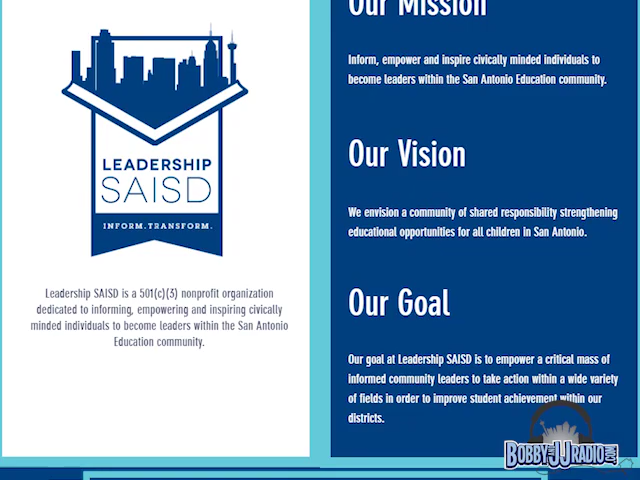 LEADERSHIP
SAISD
INFORM.TRANSFORM.
Leadership SAISD is a 501(c)(3) nonprofit organization
dedicated to informing, empowering and inspiring civically
minded individuals to become leaders within the San Antonio
Education community.
Our Mission
Inform, empower and inspire civically minded individuals to
become leaders within the San Antonio Education community.
Our Vision
We envision a community of shared responsibility strengthening
educational opportunities for all children in San Antonio.
Our Goal
Our goal at Leadership SAISD is to empower a critical mass of
informed community leaders to take action within a wide variety
of fields in order to improve student achievement within our
districts.
BOBBYANDJJRADIO.COM